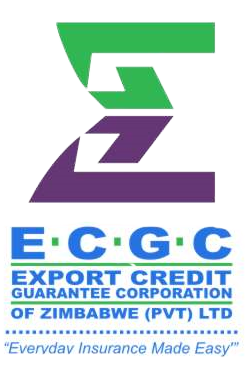 E·C·G·C
EXPORT CREDIT
GUARANTEE CORPORATION
OF ZIMBABWE (PVT) LTD
"Everyday Insurance Made Easy'"